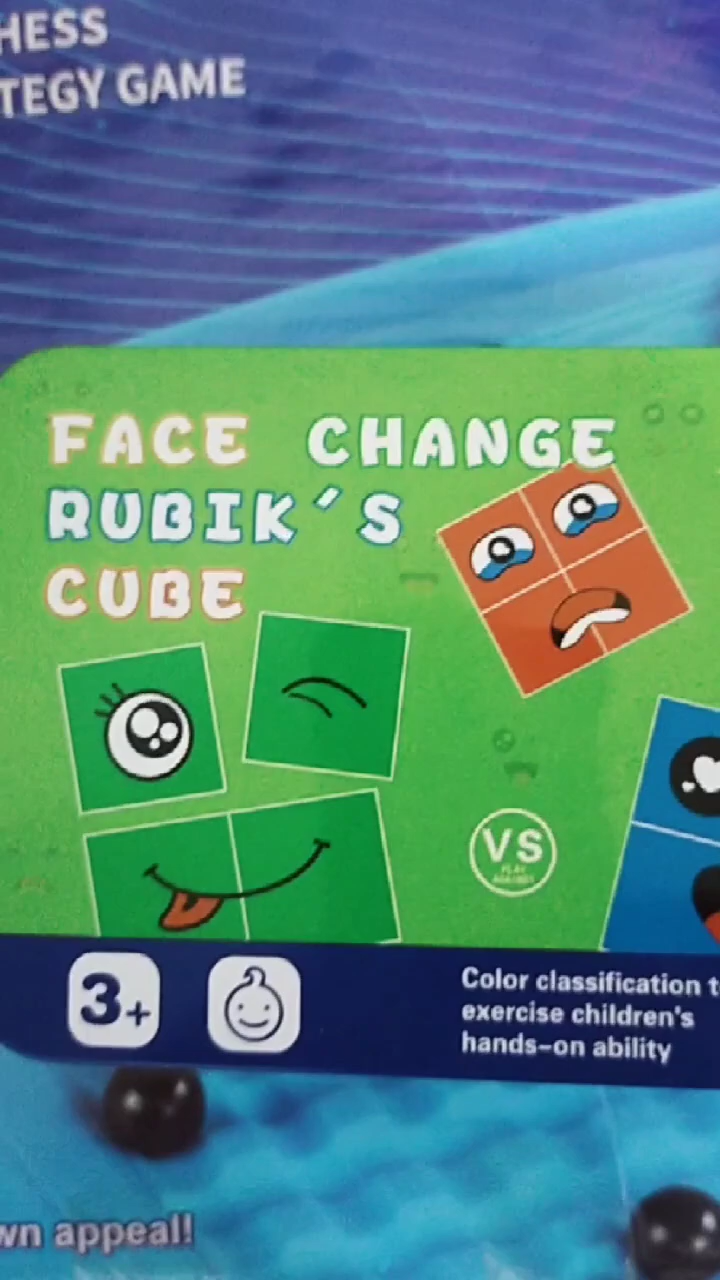 HESS
TEGY GAME
FACE CHANGE
RUBIK'S
CUBE
VS
3+
Color classification t
exercise children's
hands-on ability
wn appeal!